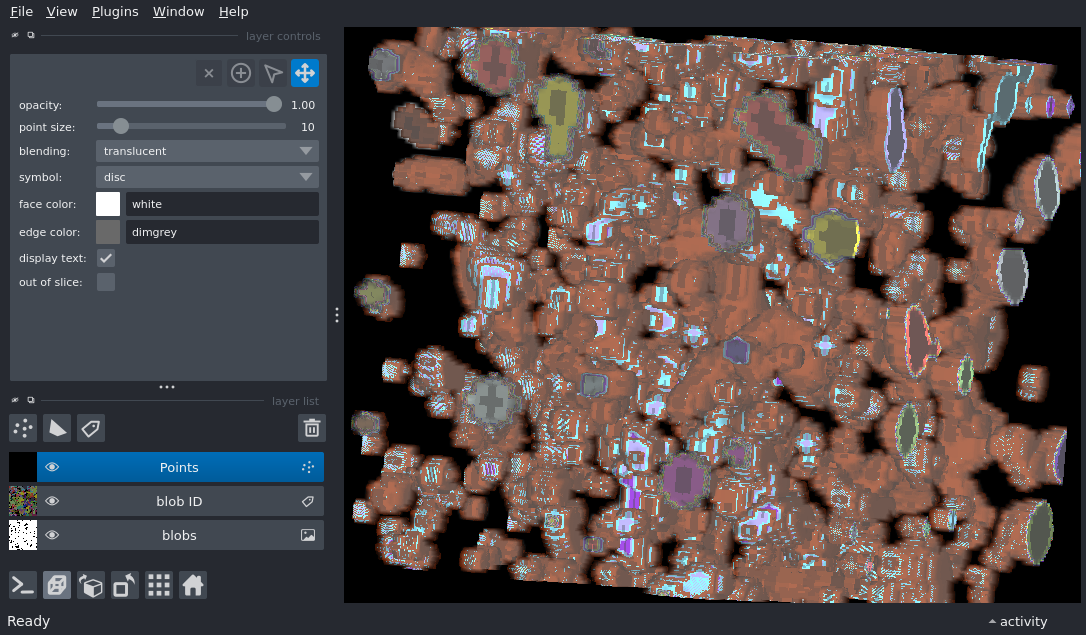 File View Plugins Window Help
layer controls
opacity: 1.00
point size: 10
blending: translucent
symbol: disc
face color: white
edge color: dimgrey
display text:
out of slice:
layer list
Points
blob ID
blobs
Ready
activity